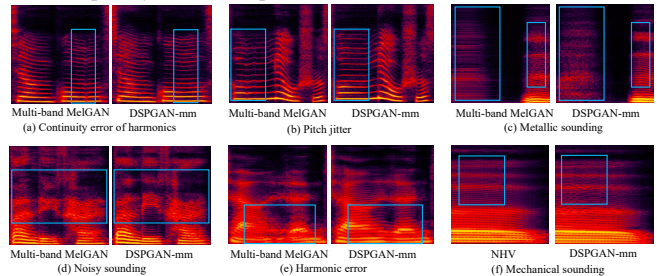 Multi-band MelGAN DSPGAN-mm
(a) Continuity error of harmonics
Multi-band MelGAN DSPGAN-mm
(b) Pitch jitter
Multi-band MelGAN DSPGAN-mm
(c) Metallic sounding
Multi-band MelGAN DSPGAN-mm
(d) Noisy sounding
Multi-band MelGAN DSPGAN-mm
(e) Harmonic error
NHV DSPGAN-mm
(f) Mechanical sounding